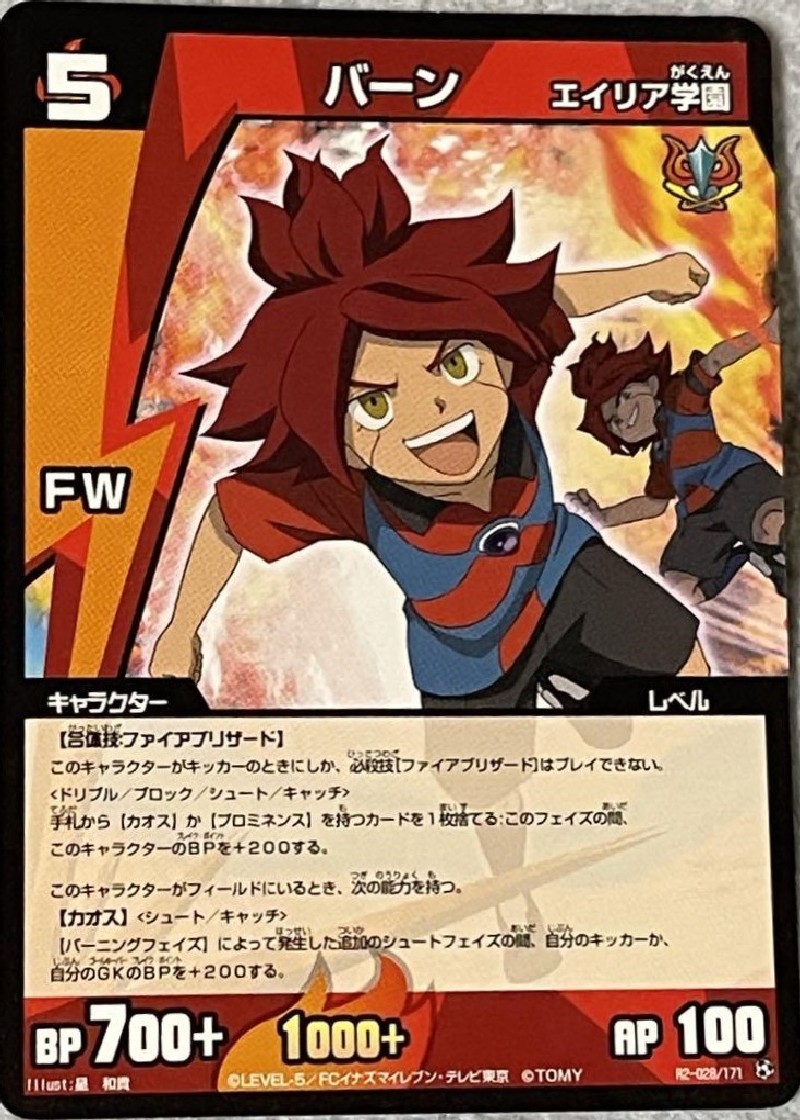 5
バーン
がくえん
エイリア学園
FW
キャラクター
レベル
【合体技:ファイアブリザード】
このキャラクターがキッカーのときにしか、必殺技[ファイアブリザード]はプレイできない。
<ドリブル/ブロック/シュート/キャッチ>
手札から【カオス】か【プロミネンス】を持つカードを1枚捨てる:このフェイズの間、
このキャラクターのBPを+200する。
このキャラクターがフィールドにいるとき、次の能力を持つ。
【カオス】<シュート/キャッチ>
【バーニングフェイズ】によって発生した追加のシュートフェイズの間、自分のキッカーか、
自分のGKのBPを+200する。
BP 700+
1000+
AP 100
Illust:星 和貴
©LEVEL-5/FCイナズマイレブン・テレビ東京 ©TOMY
R2-028/171